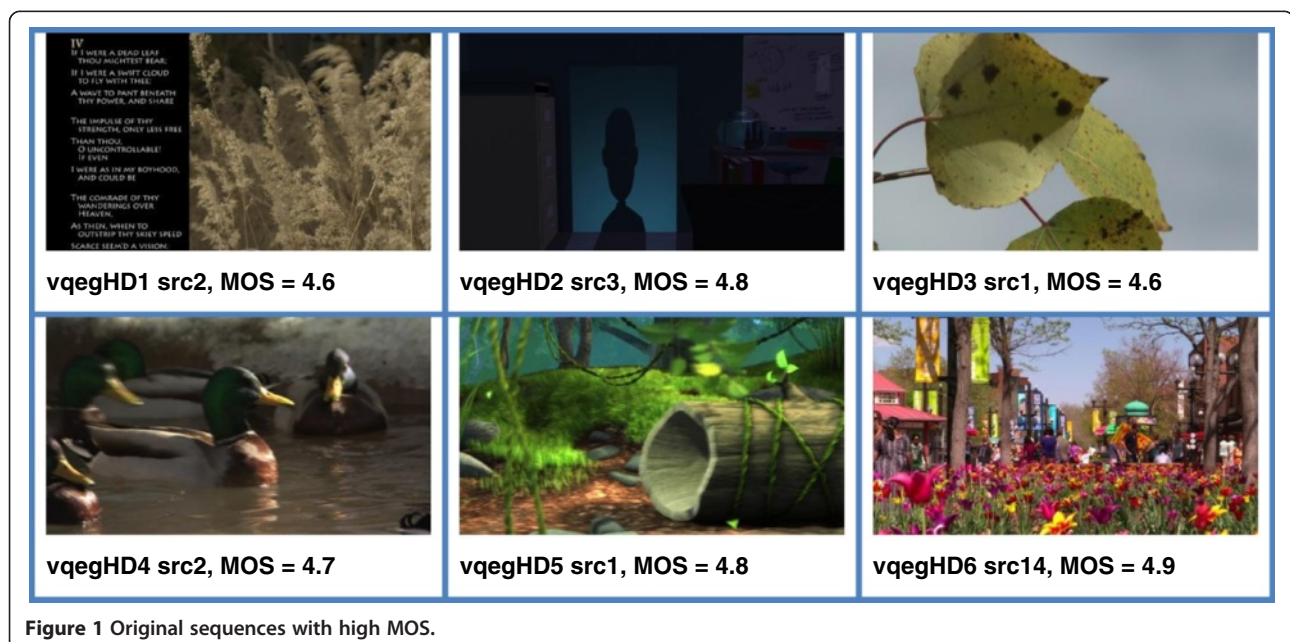 IV
IF I WERE A DEAD LEAF
THOU MIGHTEST BEAR;
IF I WERE A SWIFT CLOUD
TO FLY WITH THEE;
A WAVE TO PANT BENEATH
THY POWER, AND SHARE
THE IMPULSE OF THY
STRENGTH, ONLY LESS FREE
THAN THOU,
O UNCONTROLLABLE!
IF EVEN
I WERE AS IN MY BOYHOOD,
AND COULD BE
THE COMRADE OF THY
WANDERINGS OVER
HEAVEN,
AS THEN, WHEN TO
OUTSTRIP THY SKIEY SPEED
SCARCE SEEM'D A VISION;
vqegHD1 src2, MOS = 4.6
vqegHD2 src3, MOS = 4.8
vqegHD3 src1, MOS = 4.6
vqegHD4 src2, MOS = 4.7
vqegHD5 src1, MOS = 4.8
vqegHD6 src14, MOS = 4.9
Figure 1 Original sequences with high MOS.